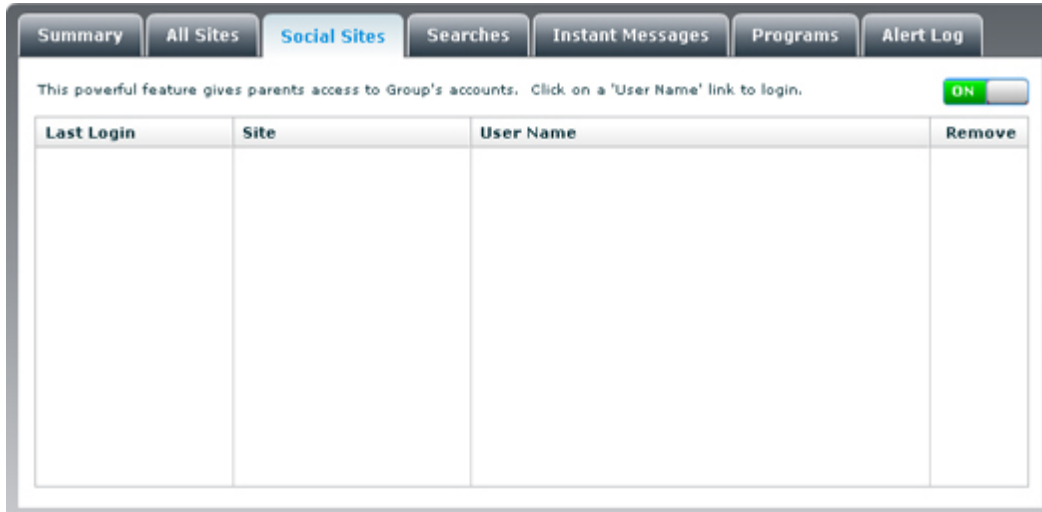 Summary All Sites Social Sites Searches Instant Messages Programs Alert Log
This powerful feature gives parents access to Group's accounts. Click on a 'User Name' link to login. ON
Last Login Site User Name Remove